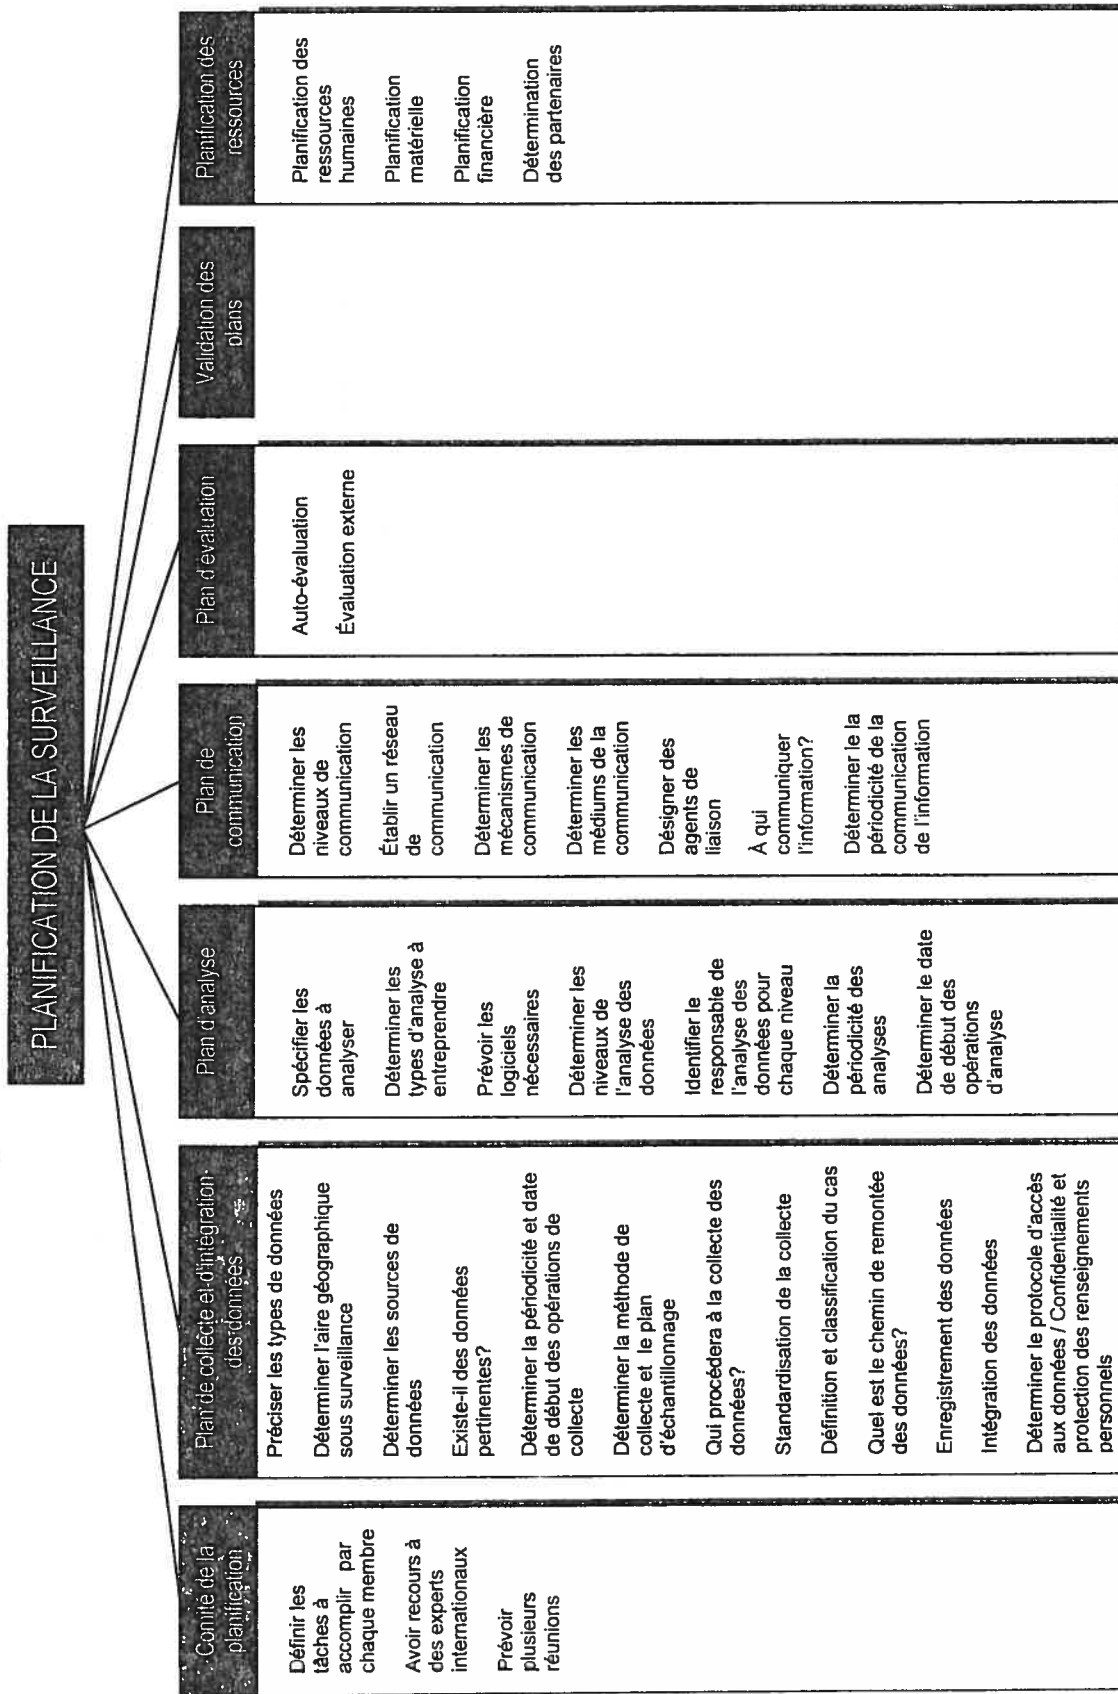 PLANIFICATION DE LA SURVEILLANCE
Comité de la
planification
Définir les
tâches à
accomplir par
chaque membre
Avoir recours à
des experts
internationaux
Prévoir
plusieurs
réunions
Plan de collecte et d'intégration
des données
Préciser les types de données
Déterminer l'aire géographique
sous surveillance
Déterminer les sources de
données
Existe-il des données
pertinentes?
Déterminer la périodicité et date
de début des opérations de
collecte
Déterminer la méthode de
collecte et le plan
d'échantillonnage
Qui procédera à la collecte des
données?
Standardisation de la collecte
Définition et classification du cas
Quel est le chemin de remontée
des données?
Enregistrement des données
Intégration des données
Déterminer le protocole d'accès
aux données / Confidentialité et
protection des renseignements
personnels
Plan d'analyse
Spécifier les
données à
analyser
Déterminer les
types d'analyse à
entreprendre
Prévoir les
logiciels
nécessaires
Déterminer les
niveaux de
l'analyse des
données
Identifier le
responsable de
l'analyse des
données pour
chaque niveau
Déterminer la
périodicité des
analyses
Déterminer le date
de début des
opérations
d'analyse
Plan de
communication
Déterminer les
niveaux de
communication
Établir un réseau
de
communication
Déterminer les
mécanismes de
communication
Déterminer les
médiums de la
communication
Désigner des
agents de
liaison
À qui
communiquer
l'information?
Déterminer le la
périodicité de la
communication
de l'information
Plan d'évaluation
Auto-évaluation
Évaluation externe
Validation des
plans
Planification des
ressources
Planification des
ressources
humaines
Planification
matérielle
Planification
financière
Détermination
des partenaires